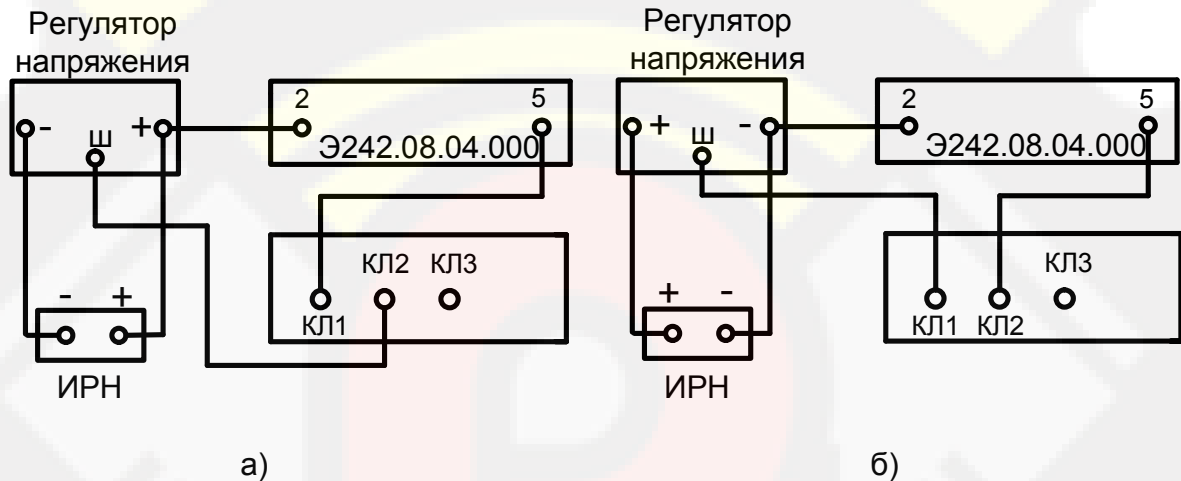 Регулятор
напряжения
- Ш +
2 5
Э242.08.04.000
КЛ2 КЛ3
КЛ1
- +
ИРН
а)
Регулятор
напряжения
+ Ш -
2 5
Э242.08.04.000
КЛ3
КЛ1 КЛ2
+ -
ИРН
б)